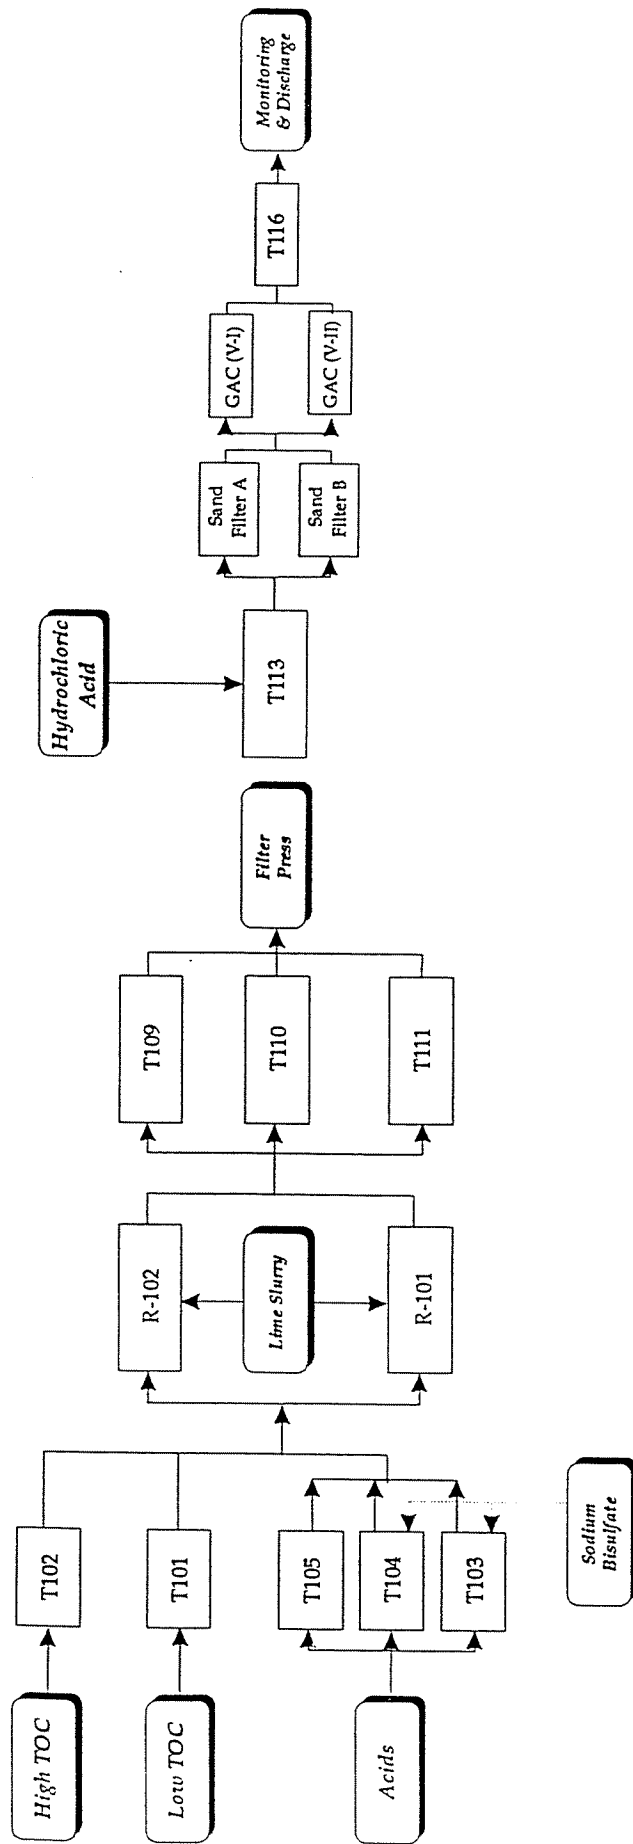 High TOC
Low TOC
Acids
T102
T101
T105
T104
T103
Sodium
Bisulfate
R-102
Lime Slurry
R-101
T109
T110
T111
Filter
Press
Hydrochloric
Acid
T113
Sand
Filter A
Sand
Filter B
GAC (V-I)
GAC (V-II)
T116
Monitoring
& Discharge